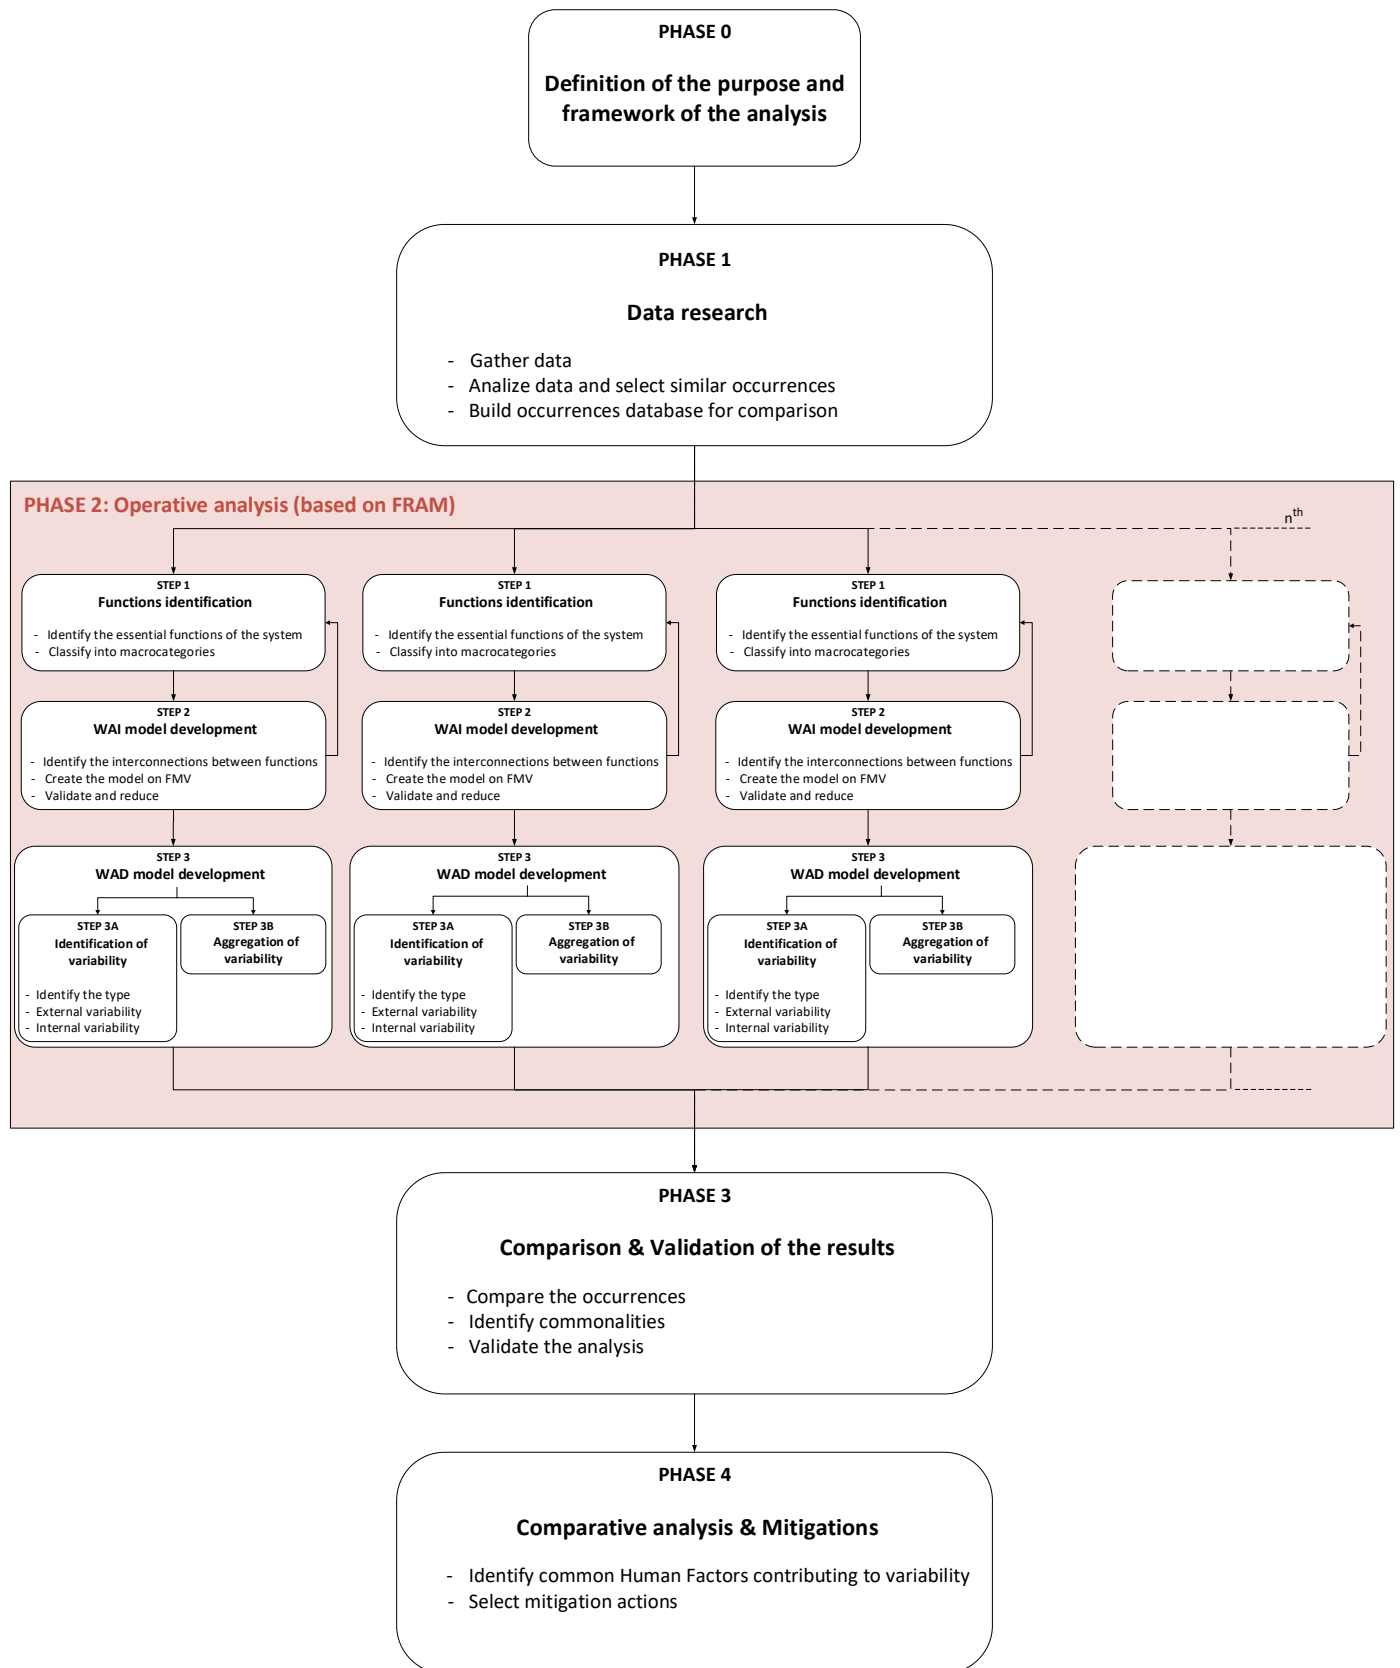 PHASE 0
Definition of the purpose and
framework of the analysis
PHASE 1
Data research
- Gather data
- Analize data and select similar occurrences
- Build occurrences database for comparison
PHASE 2: Operative analysis (based on FRAM)
nth
STEP 1
Functions identification
- Identify the essential functions of the system
- Classify into macrocategories
STEP 2
WAI model development
- Identify the interconnections between functions
- Create the model on FMV
- Validate and reduce
STEP 3
WAD model development
STEP 3A
Identification of
variability
- Identify the type
- External variability
- Internal variability
STEP 3B
Aggregation of
variability
STEP 1
Functions identification
- Identify the essential functions of the system
- Classify into macrocategories
STEP 2
WAI model development
- Identify the interconnections between functions
- Create the model on FMV
- Validate and reduce
STEP 3
WAD model development
STEP 3A
Identification of
variability
- Identify the type
- External variability
- Internal variability
STEP 3B
Aggregation of
variability
STEP 1
Functions identification
- Identify the essential functions of the system
- Classify into macrocategories
STEP 2
WAI model development
- Identify the interconnections between functions
- Create the model on FMV
- Validate and reduce
STEP 3
WAD model development
STEP 3A
Identification of
variability
- Identify the type
- External variability
- Internal variability
STEP 3B
Aggregation of
variability
PHASE 3
Comparison & Validation of the results
- Compare the occurrences
- Identify commonalities
- Validate the analysis
PHASE 4
Comparative analysis & Mitigations
- Identify common Human Factors contributing to variability
- Select mitigation actions